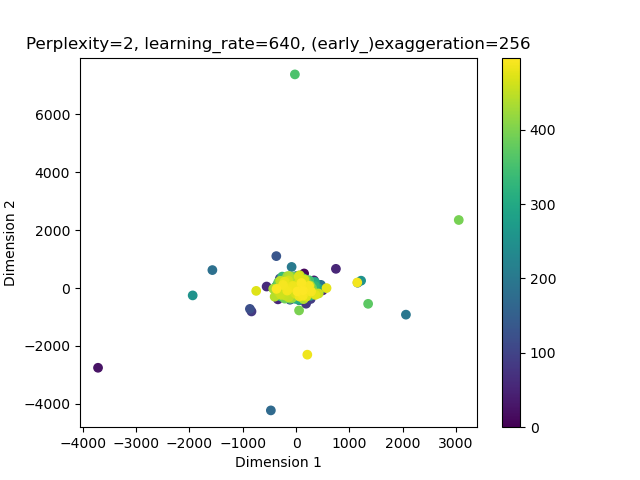 Perplexity=2, learning_rate=640, (early_)exaggeration=256
6000
4000
2000
0
−2000
−4000
Dimension 2
−4000 −3000 −2000 −1000 0 1000 2000 3000
Dimension 1
400
300
200
100
0